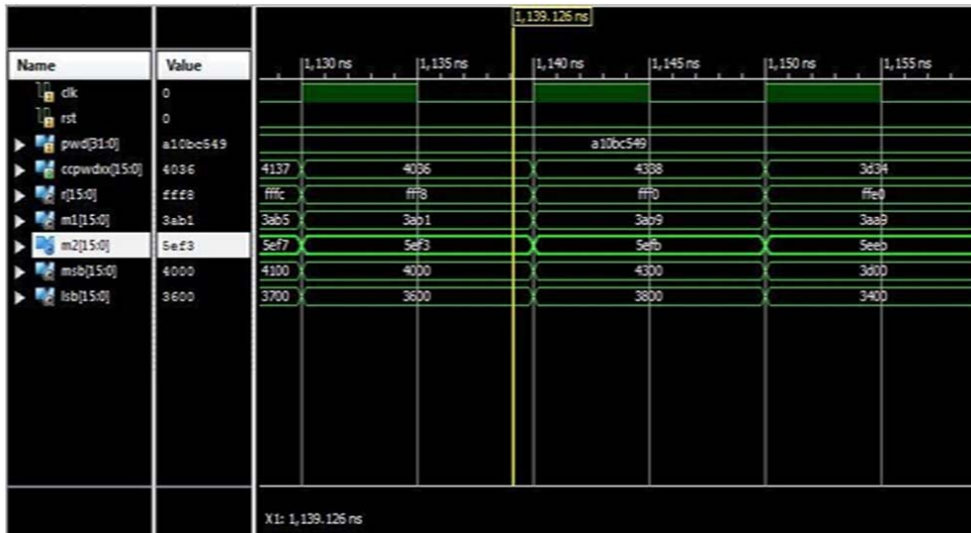 1,139.126 ns
Name Value 1,130 ns 1,135 ns 1,140 ns 1,145 ns 1,150 ns 1,155 ns
clk 0
rst 0
pwd[31:0] a10bc549 a10bc549
ccpwdxx[15:0] 4036 4137 4036 4338 3d34
r[15:0] fff8 fffc fff8 fff0 ffe0
m1[15:0] 3ab1 3ab5 3ab1 3ab9 3aa9
m2[15:0] 5ef3 5ef7 5ef3 5efb 5eeb
msb[15:0] 4000 4100 4000 4300 3d00
lsb[15:0] 3600 3700 3600 3800 3400
X1: 1,139.126 ns